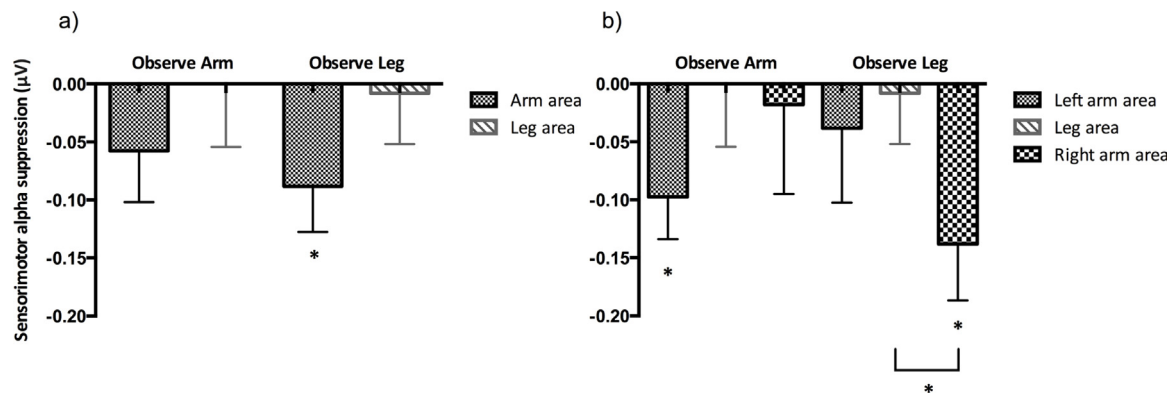 a)
Observe Arm
Observe Leg
Sensorimotor alpha suppression (µV)
0.00
-0.05
-0.10
-0.15
-0.20
*
Arm area
Leg area
b)
Observe Arm
Observe Leg
0.00
-0.05
-0.10
-0.15
-0.20
*
*
*
Left arm area
Leg area
Right arm area